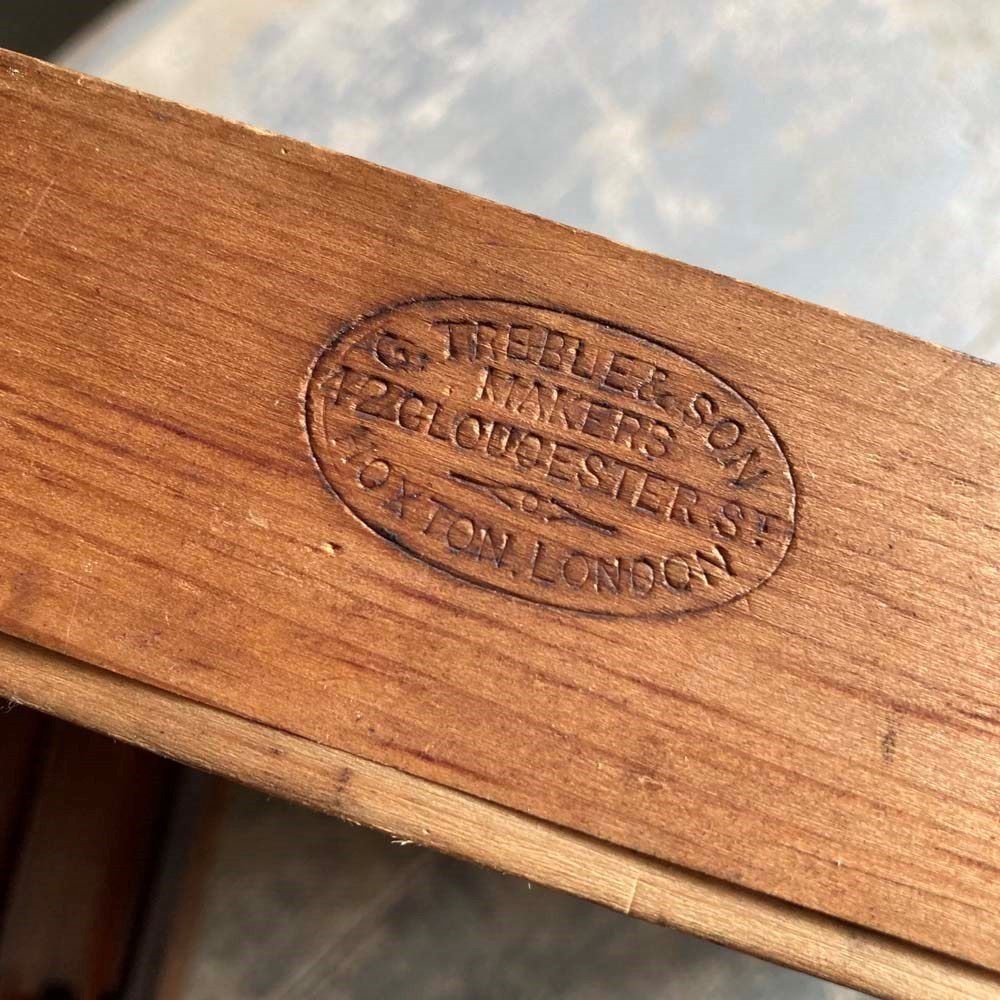 G. TREBLE & SON
MAKERS
42 GLOUCESTER ST.
HOXTON. LONDON